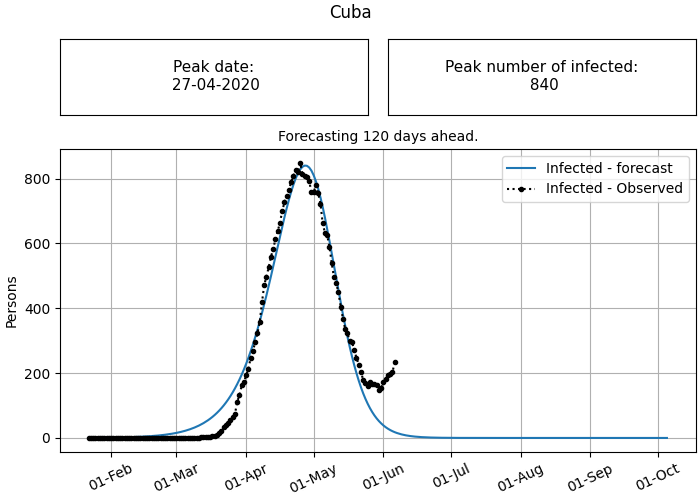 Cuba
Peak date:
27-04-2020
Peak number of infected:
840
Forecasting 120 days ahead.
Infected - forecast
Infected - Observed
Persons
800
600
400
200
0
01-Feb
01-Mar
01-Apr
01-May
01-Jun
01-Jul
01-Aug
01-Sep
01-Oct